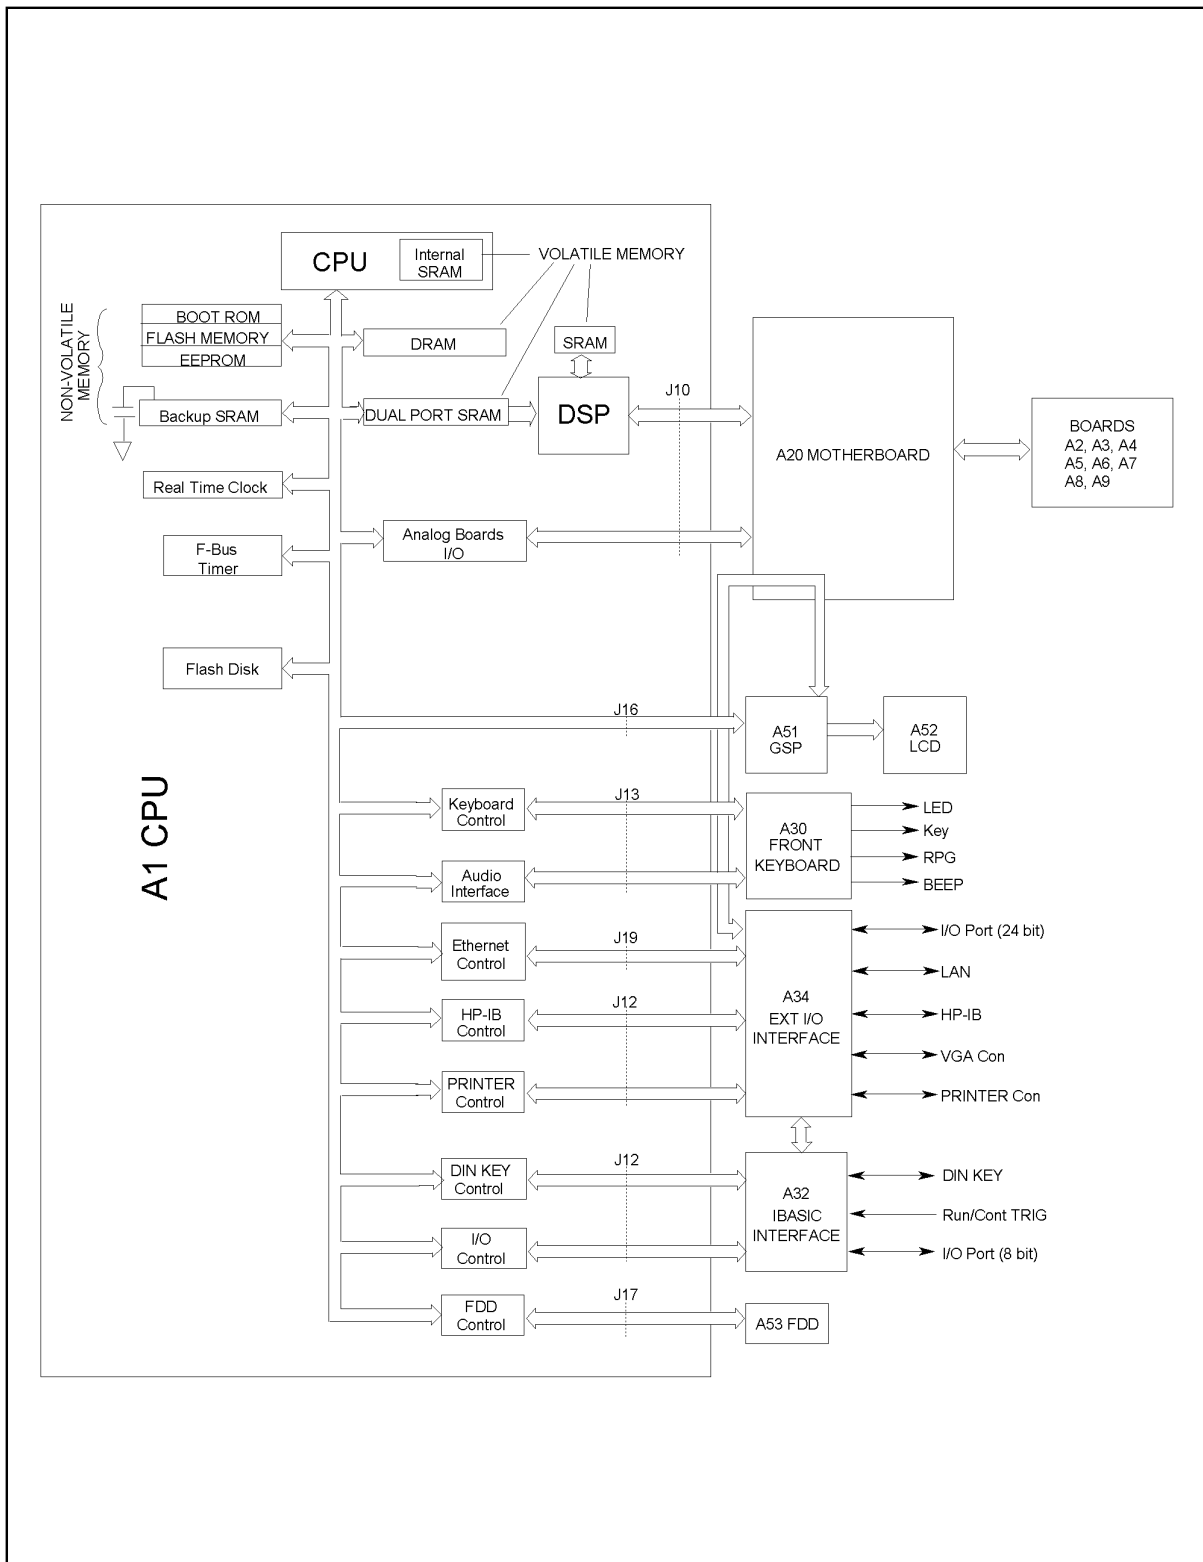 CPU
Internal
SRAM
VOLATILE MEMORY
NON-VOLATILE
MEMORY
BOOT ROM
FLASH MEMORY
EEPROM
DRAM
SRAM
Backup SRAM
DUAL PORT SRAM
DSP
J10
A20 MOTHERBOARD
BOARDS
A2, A3, A4
A5, A6, A7
A8, A9
Real Time Clock
F-Bus
Timer
Analog Boards
I/O
Flash Disk
J16
A51
GSP
A52
LCD
A1 CPU
Keyboard
Control
J13
A30
FRONT
KEYBOARD
LED
Key
RPG
BEEP
Audio
Interface
Ethernet
Control
J19
HP-IB
Control
J12
PRINTER
Control
A34
EXT I/O
INTERFACE
I/O Port (24 bit)
LAN
HP-IB
VGA Con
PRINTER Con
DIN KEY
Control
J12
I/O
Control
A32
IBASIC
INTERFACE
DIN KEY
Run/Cont TRIG
I/O Port (8 bit)
FDD
Control
J17
A53 FDD